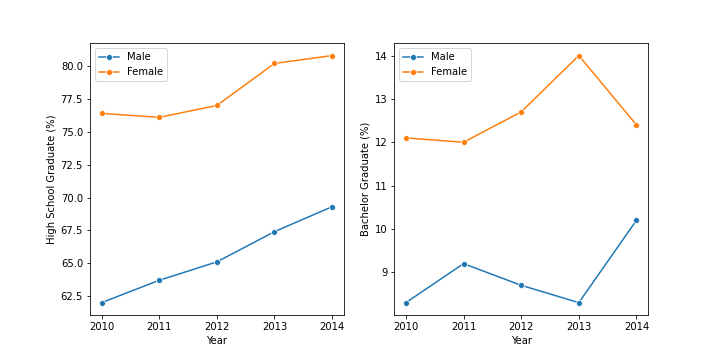 High School Graduate (%)
80.0
77.5
75.0
72.5
70.0
67.5
65.0
62.5
Male
Female
2010 2011 2012 2013 2014
Year
Bachelor Graduate (%)
14
13
12
11
10
9
Male
Female
2010 2011 2012 2013 2014
Year